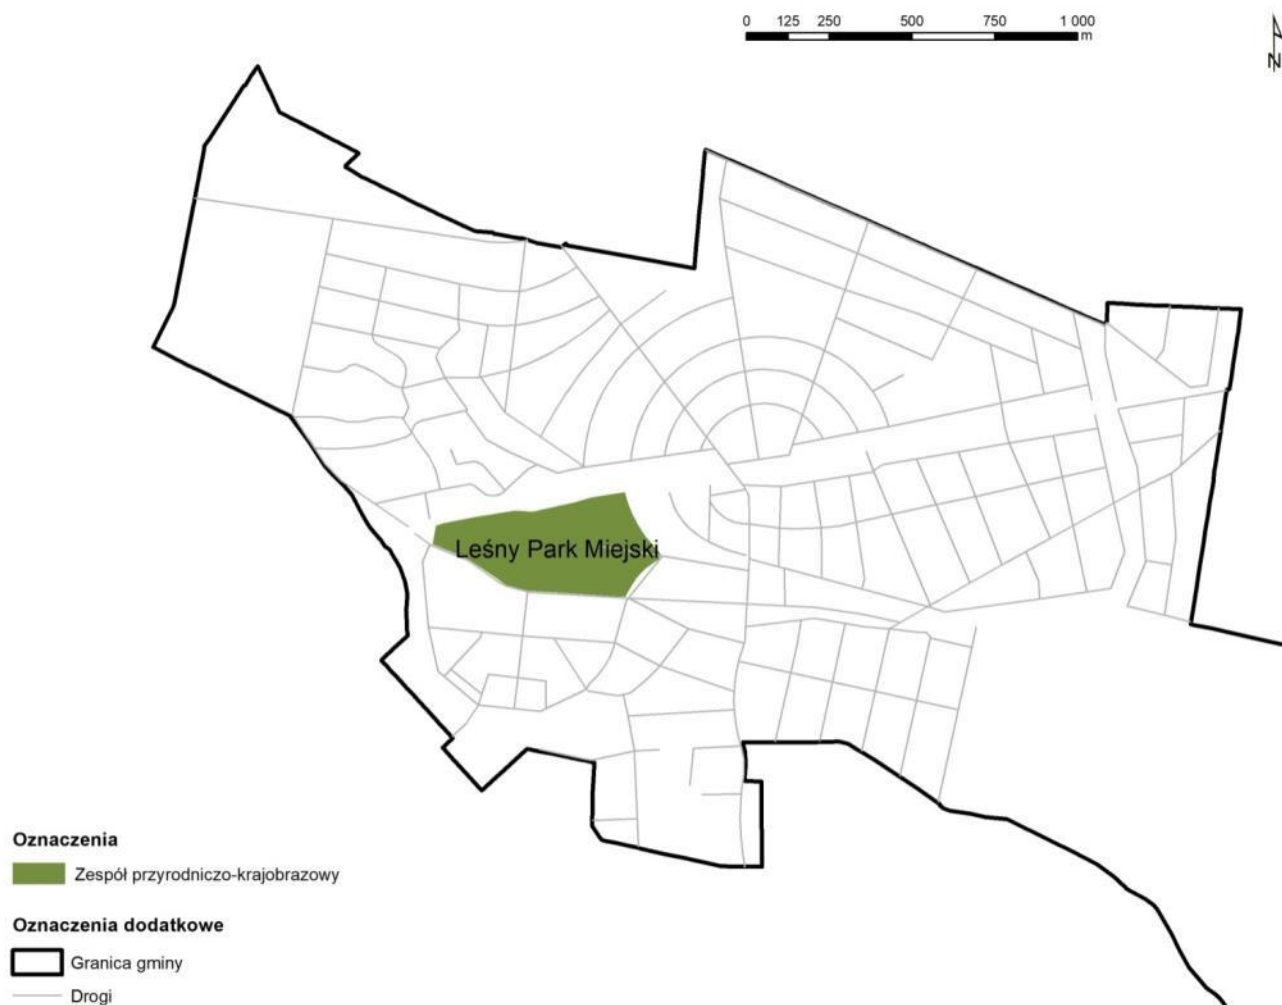 0 125 250 500 750 1 000
m
N
Leśny Park Miejski
Oznaczenia
Zespół przyrodniczo-krajobrazowy
Oznaczenia dodatkowe
Granica gminy
Drogi